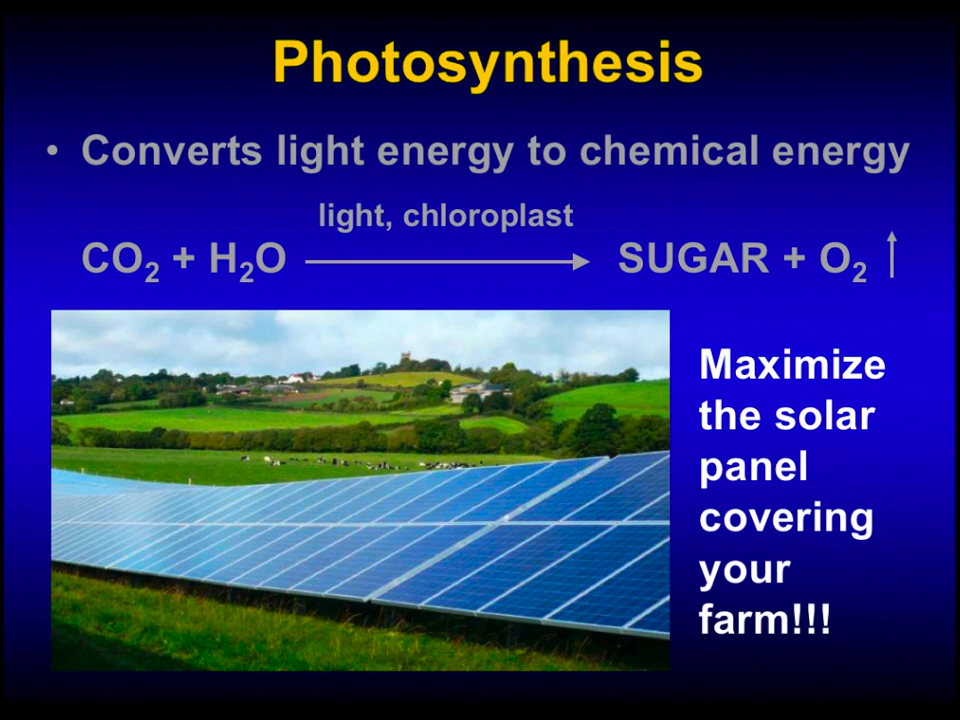 Photosynthesis
• Converts light energy to chemical energy
light, chloroplast
CO₂ + H₂O → SUGAR + O₂ ↑
Maximize
the solar
panel
covering
your
farm!!!